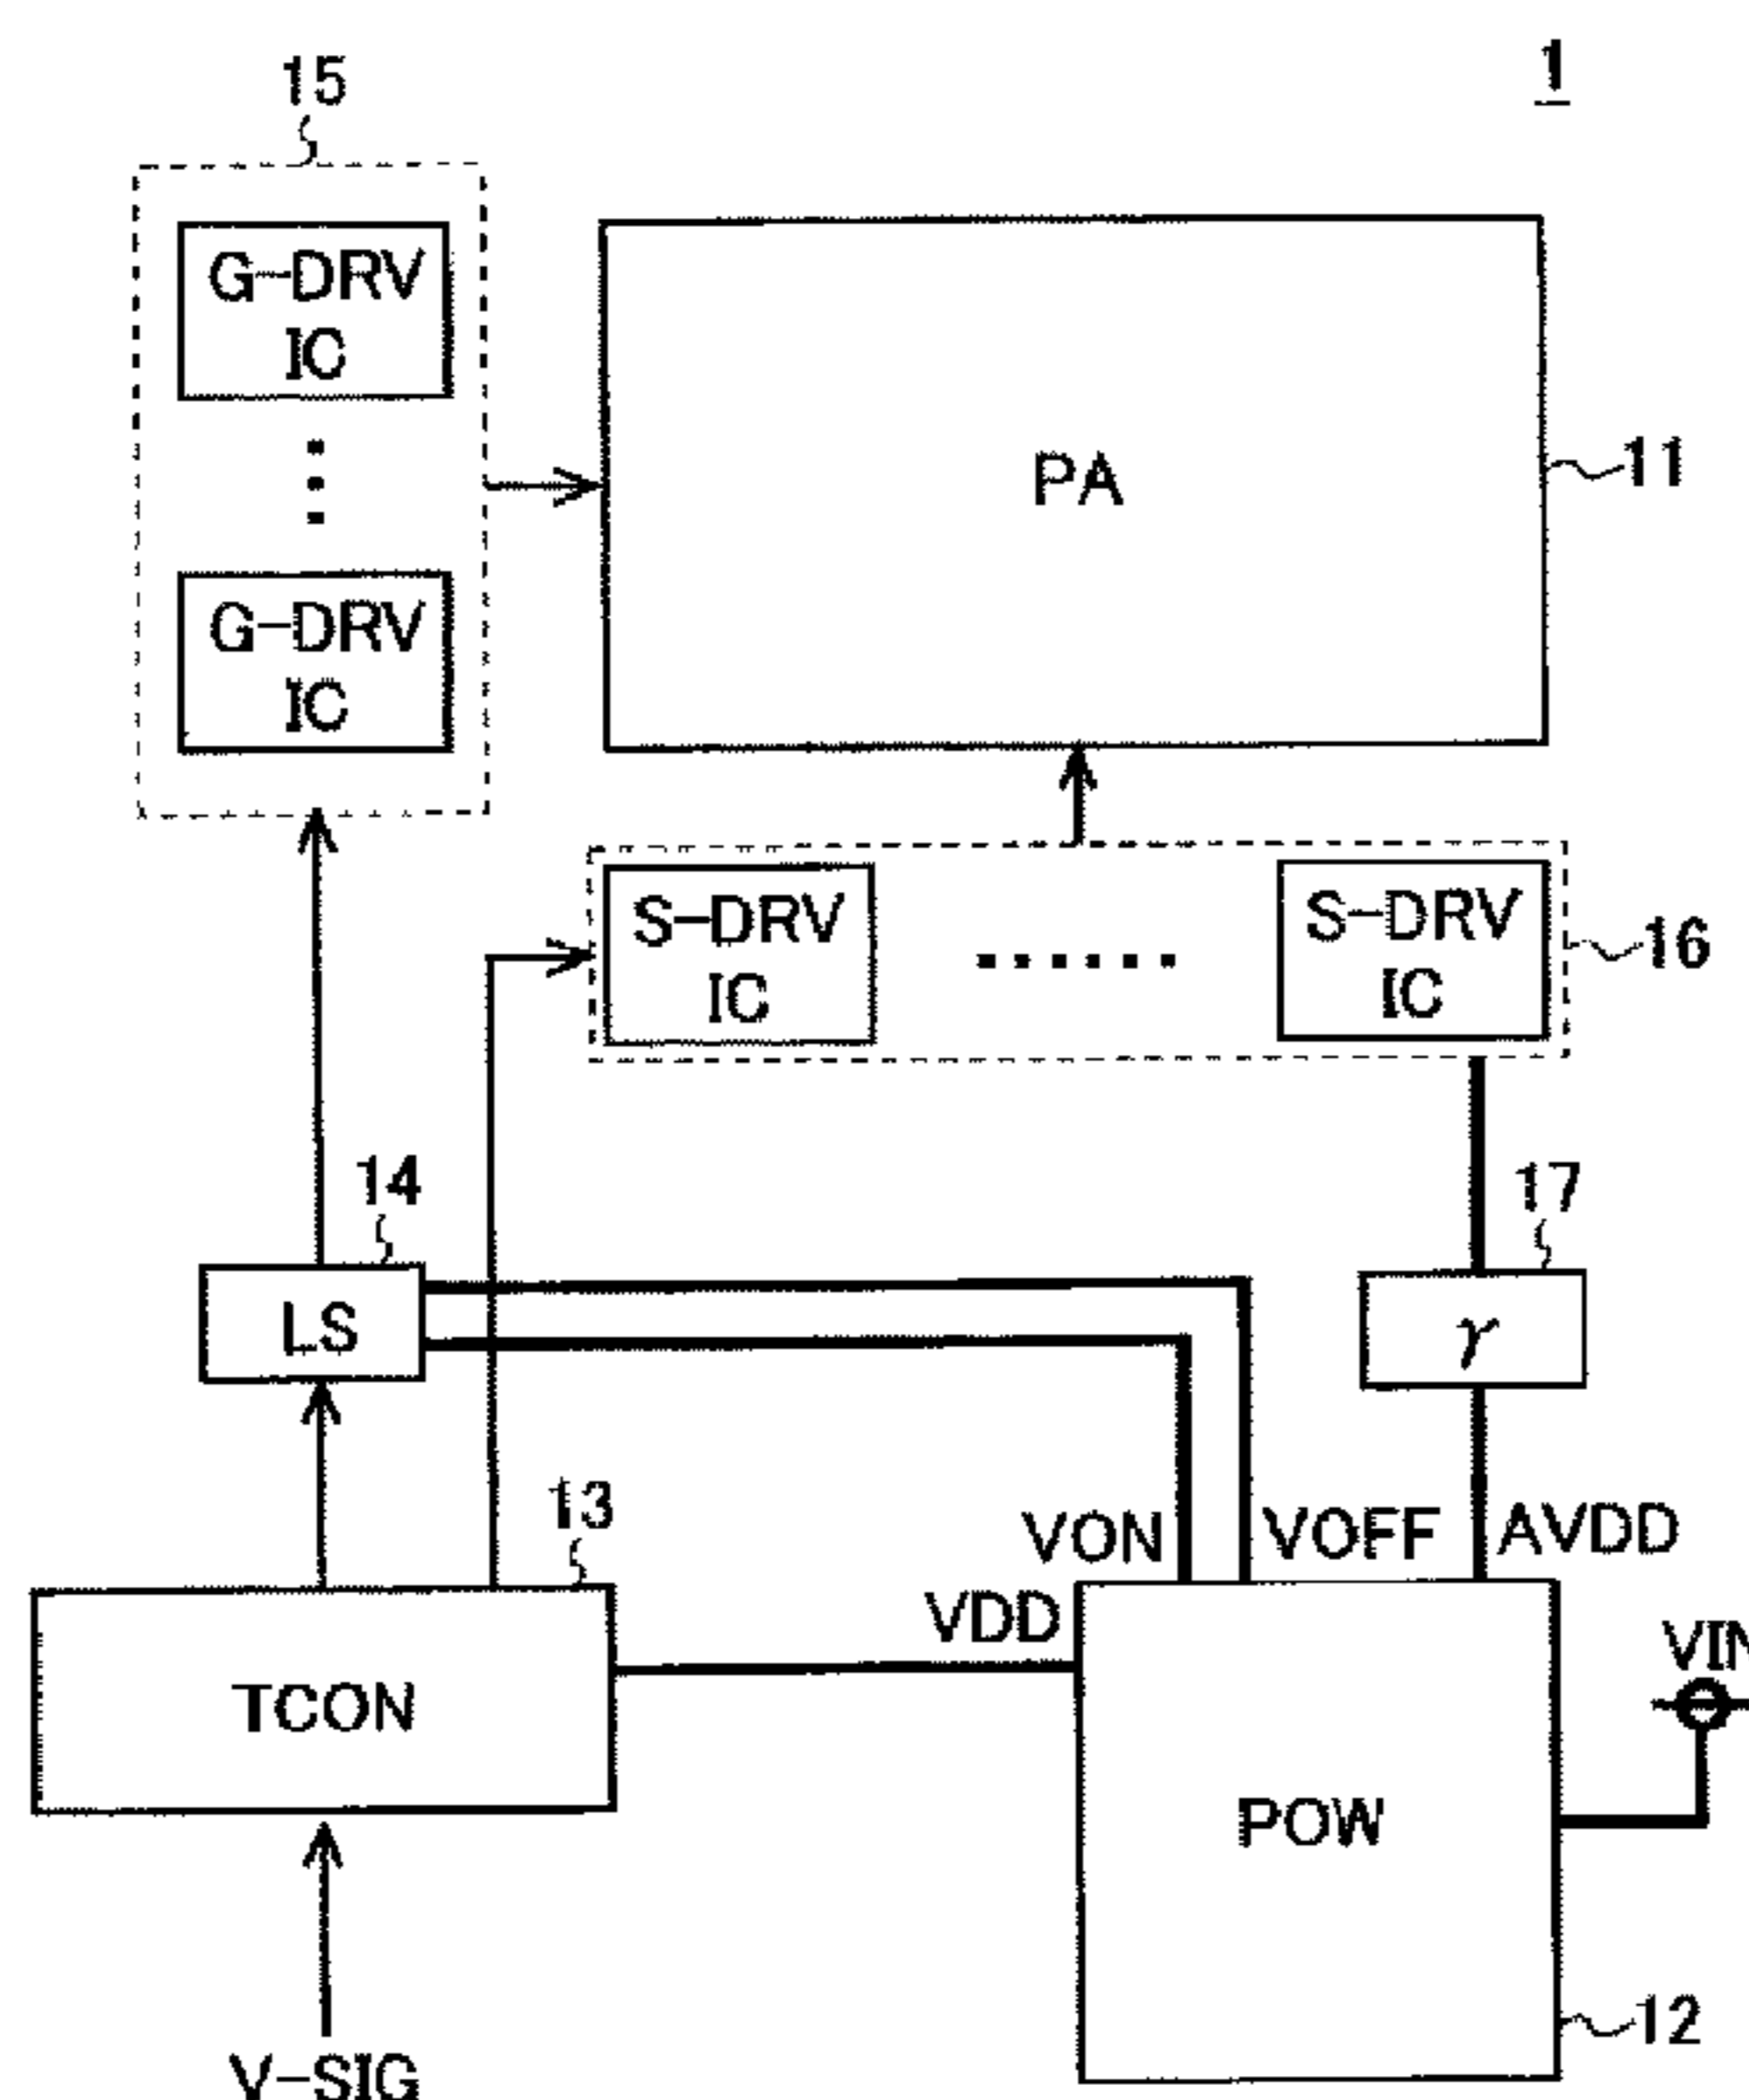 1
15
G-DRV
IC
G-DRV
IC
PA
11
S-DRV
IC
S-DRV
IC
16
14
LS
17
γ
13
VON
VOFF
AVDD
VDD
VIN
TCON
POW
12
V-SIG